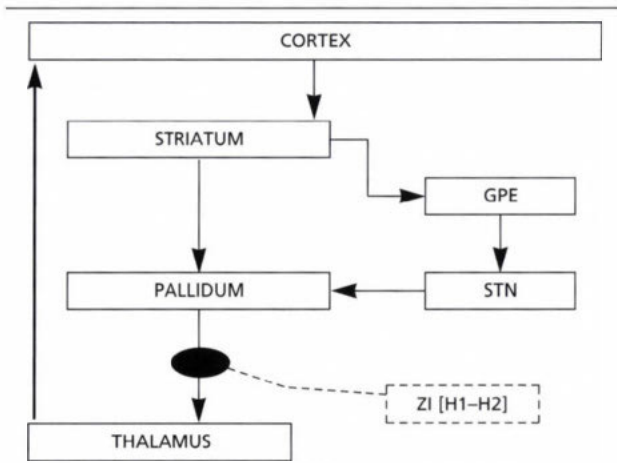 CORTEX
STRIATUM
GPE
PALLIDUM
STN
ZI [H1–H2]
THALAMUS